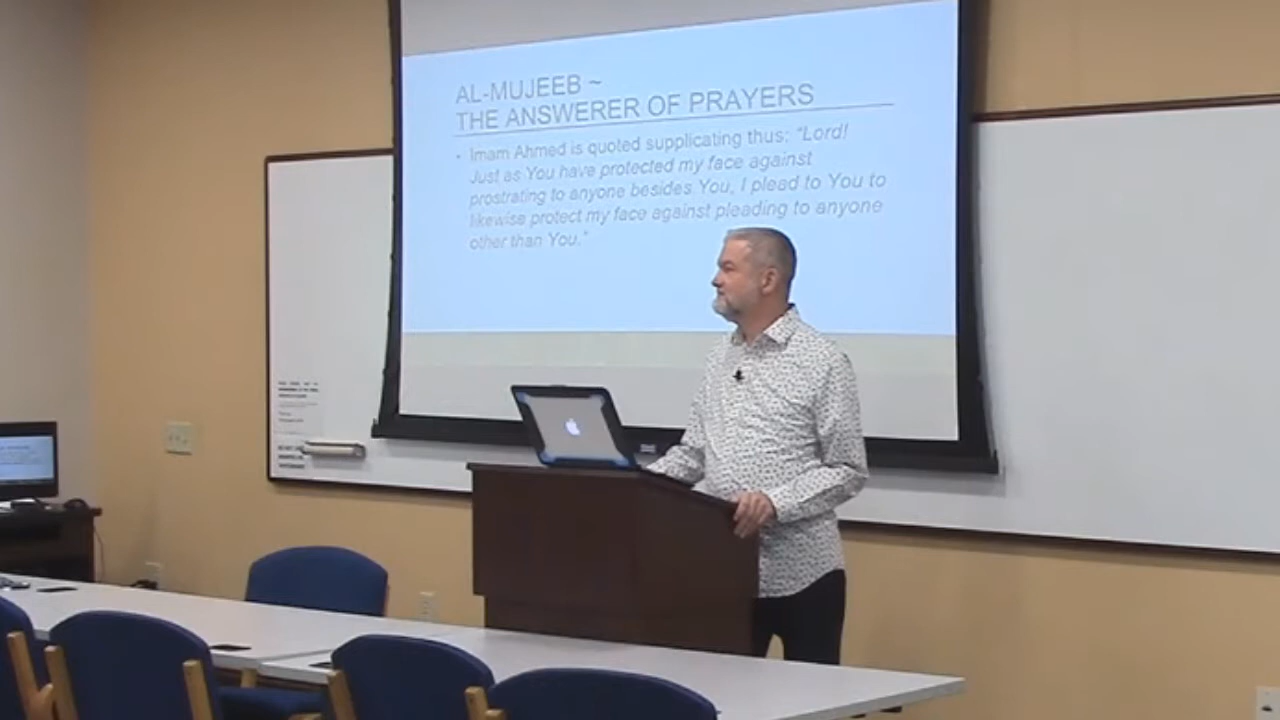 AL-MUJEEB ~
THE ANSWERER OF PRAYERS
• Imam Ahmed is quoted supplicating thus: "Lord!
Just as You have protected my face against
prostrating to anyone besides You, I plead to You to
likewise protect my face against pleading to anyone
other than You."